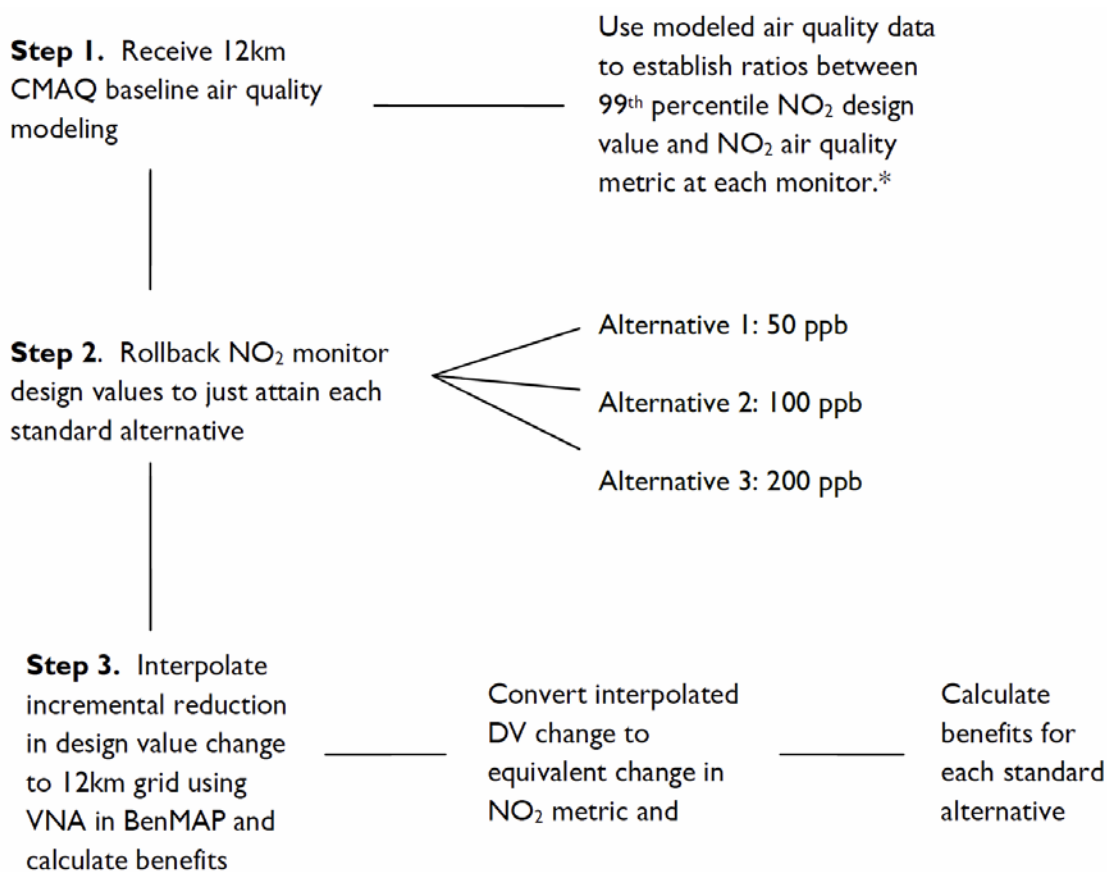 Step 1. Receive 12km
CMAQ baseline air quality
modeling
Use modeled air quality data
to establish ratios between
99th percentile NO2 design
value and NO2 air quality
metric at each monitor.*
Step 2. Rollback NO2 monitor
design values to just attain each
standard alternative
Alternative 1: 50 ppb
Alternative 2: 100 ppb
Alternative 3: 200 ppb
Step 3. Interpolate
incremental reduction
in design value change
to 12km grid using
VNA in BenMAP and
calculate benefits
Convert interpolated
DV change to
equivalent change in
NO2 metric and
Calculate
benefits for
each standard
alternative